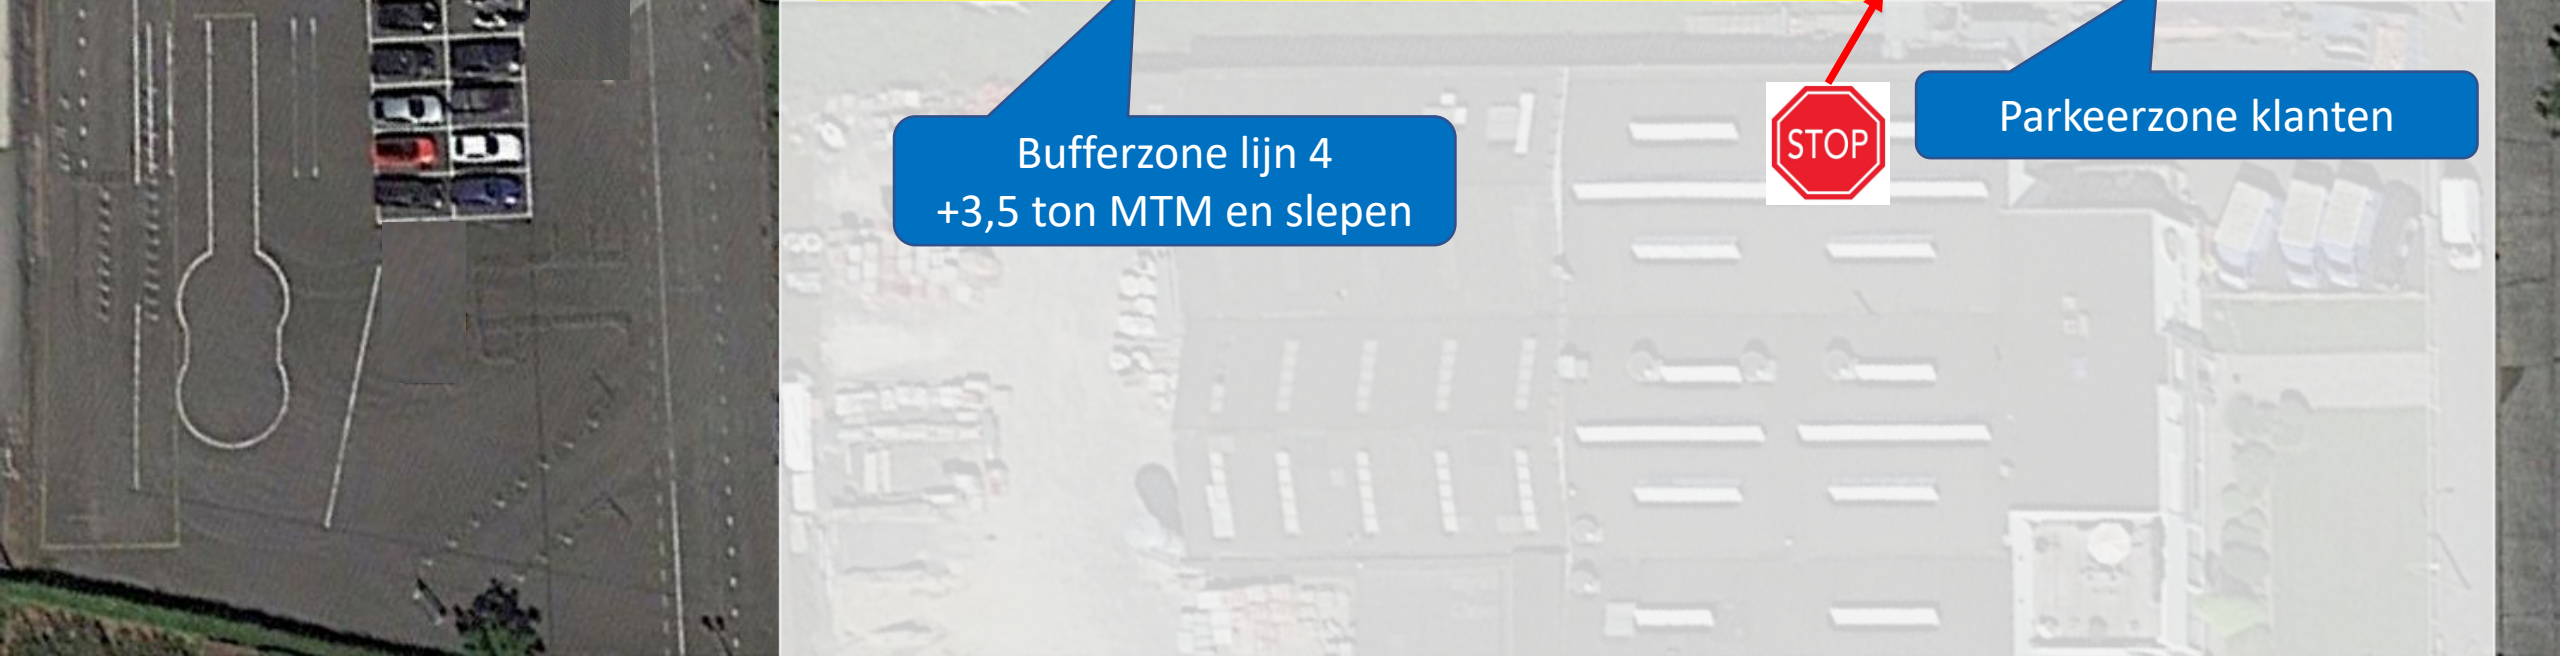 Bufferzone lijn 4
+3,5 ton MTM en slepen
STOP
Parkeerzone klanten